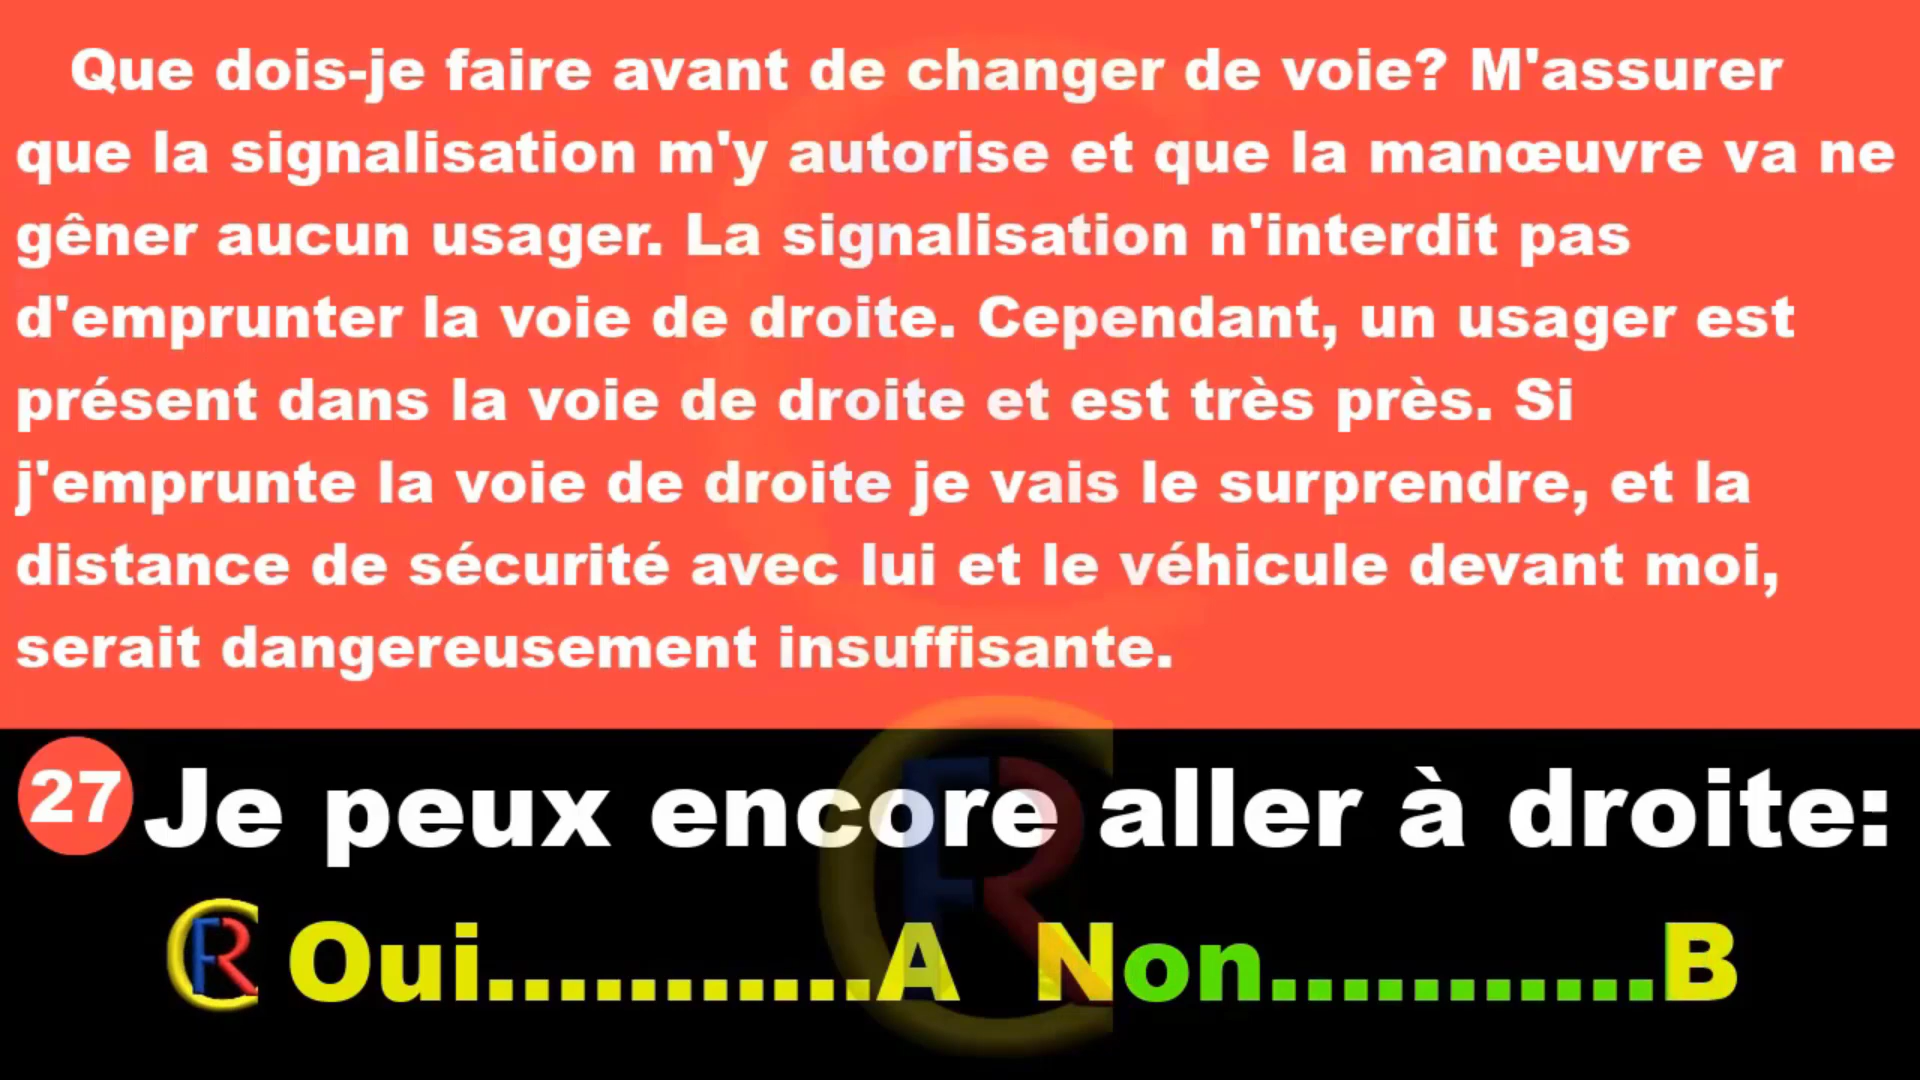 Que dois-je faire avant de changer de voie? M'assurer
que la signalisation m'y autorise et que la manœuvre va ne
gêner aucun usager. La signalisation n'interdit pas
d'emprunter la voie de droite. Cependant, un usager est
présent dans la voie de droite et est très près. Si
j'emprunte la voie de droite je vais le surprendre, et la
distance de sécurité avec lui et le véhicule devant moi,
serait dangereusement insuffisante.
27 Je peux encore aller à droite:
CFR Oui...........A Non...........B
CFR